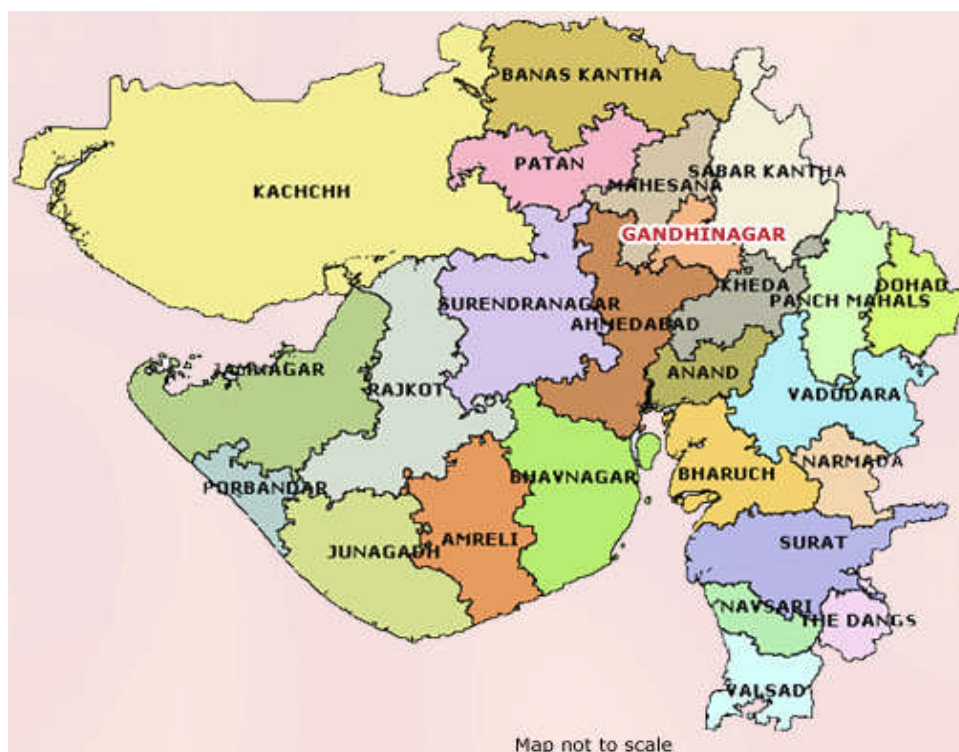 BANAS KANTHA
PATAN
MAHESANA
SABAR KANTHA
KACHCHH
GANDHINAGAR
KHEDA
DOHAD
PANCH MAHALS
SURENDRANAGAR
AHMEDABAD
JAMNAGAR
RAJKOT
ANAND
VADUDARA
PORBANDAR
BHAVNAGAR
BHARUCH
NARMADA
JUNAGADH
AMRELI
SURAT
NAVSARI
THE DANGS
VALSAD
Map not to scale